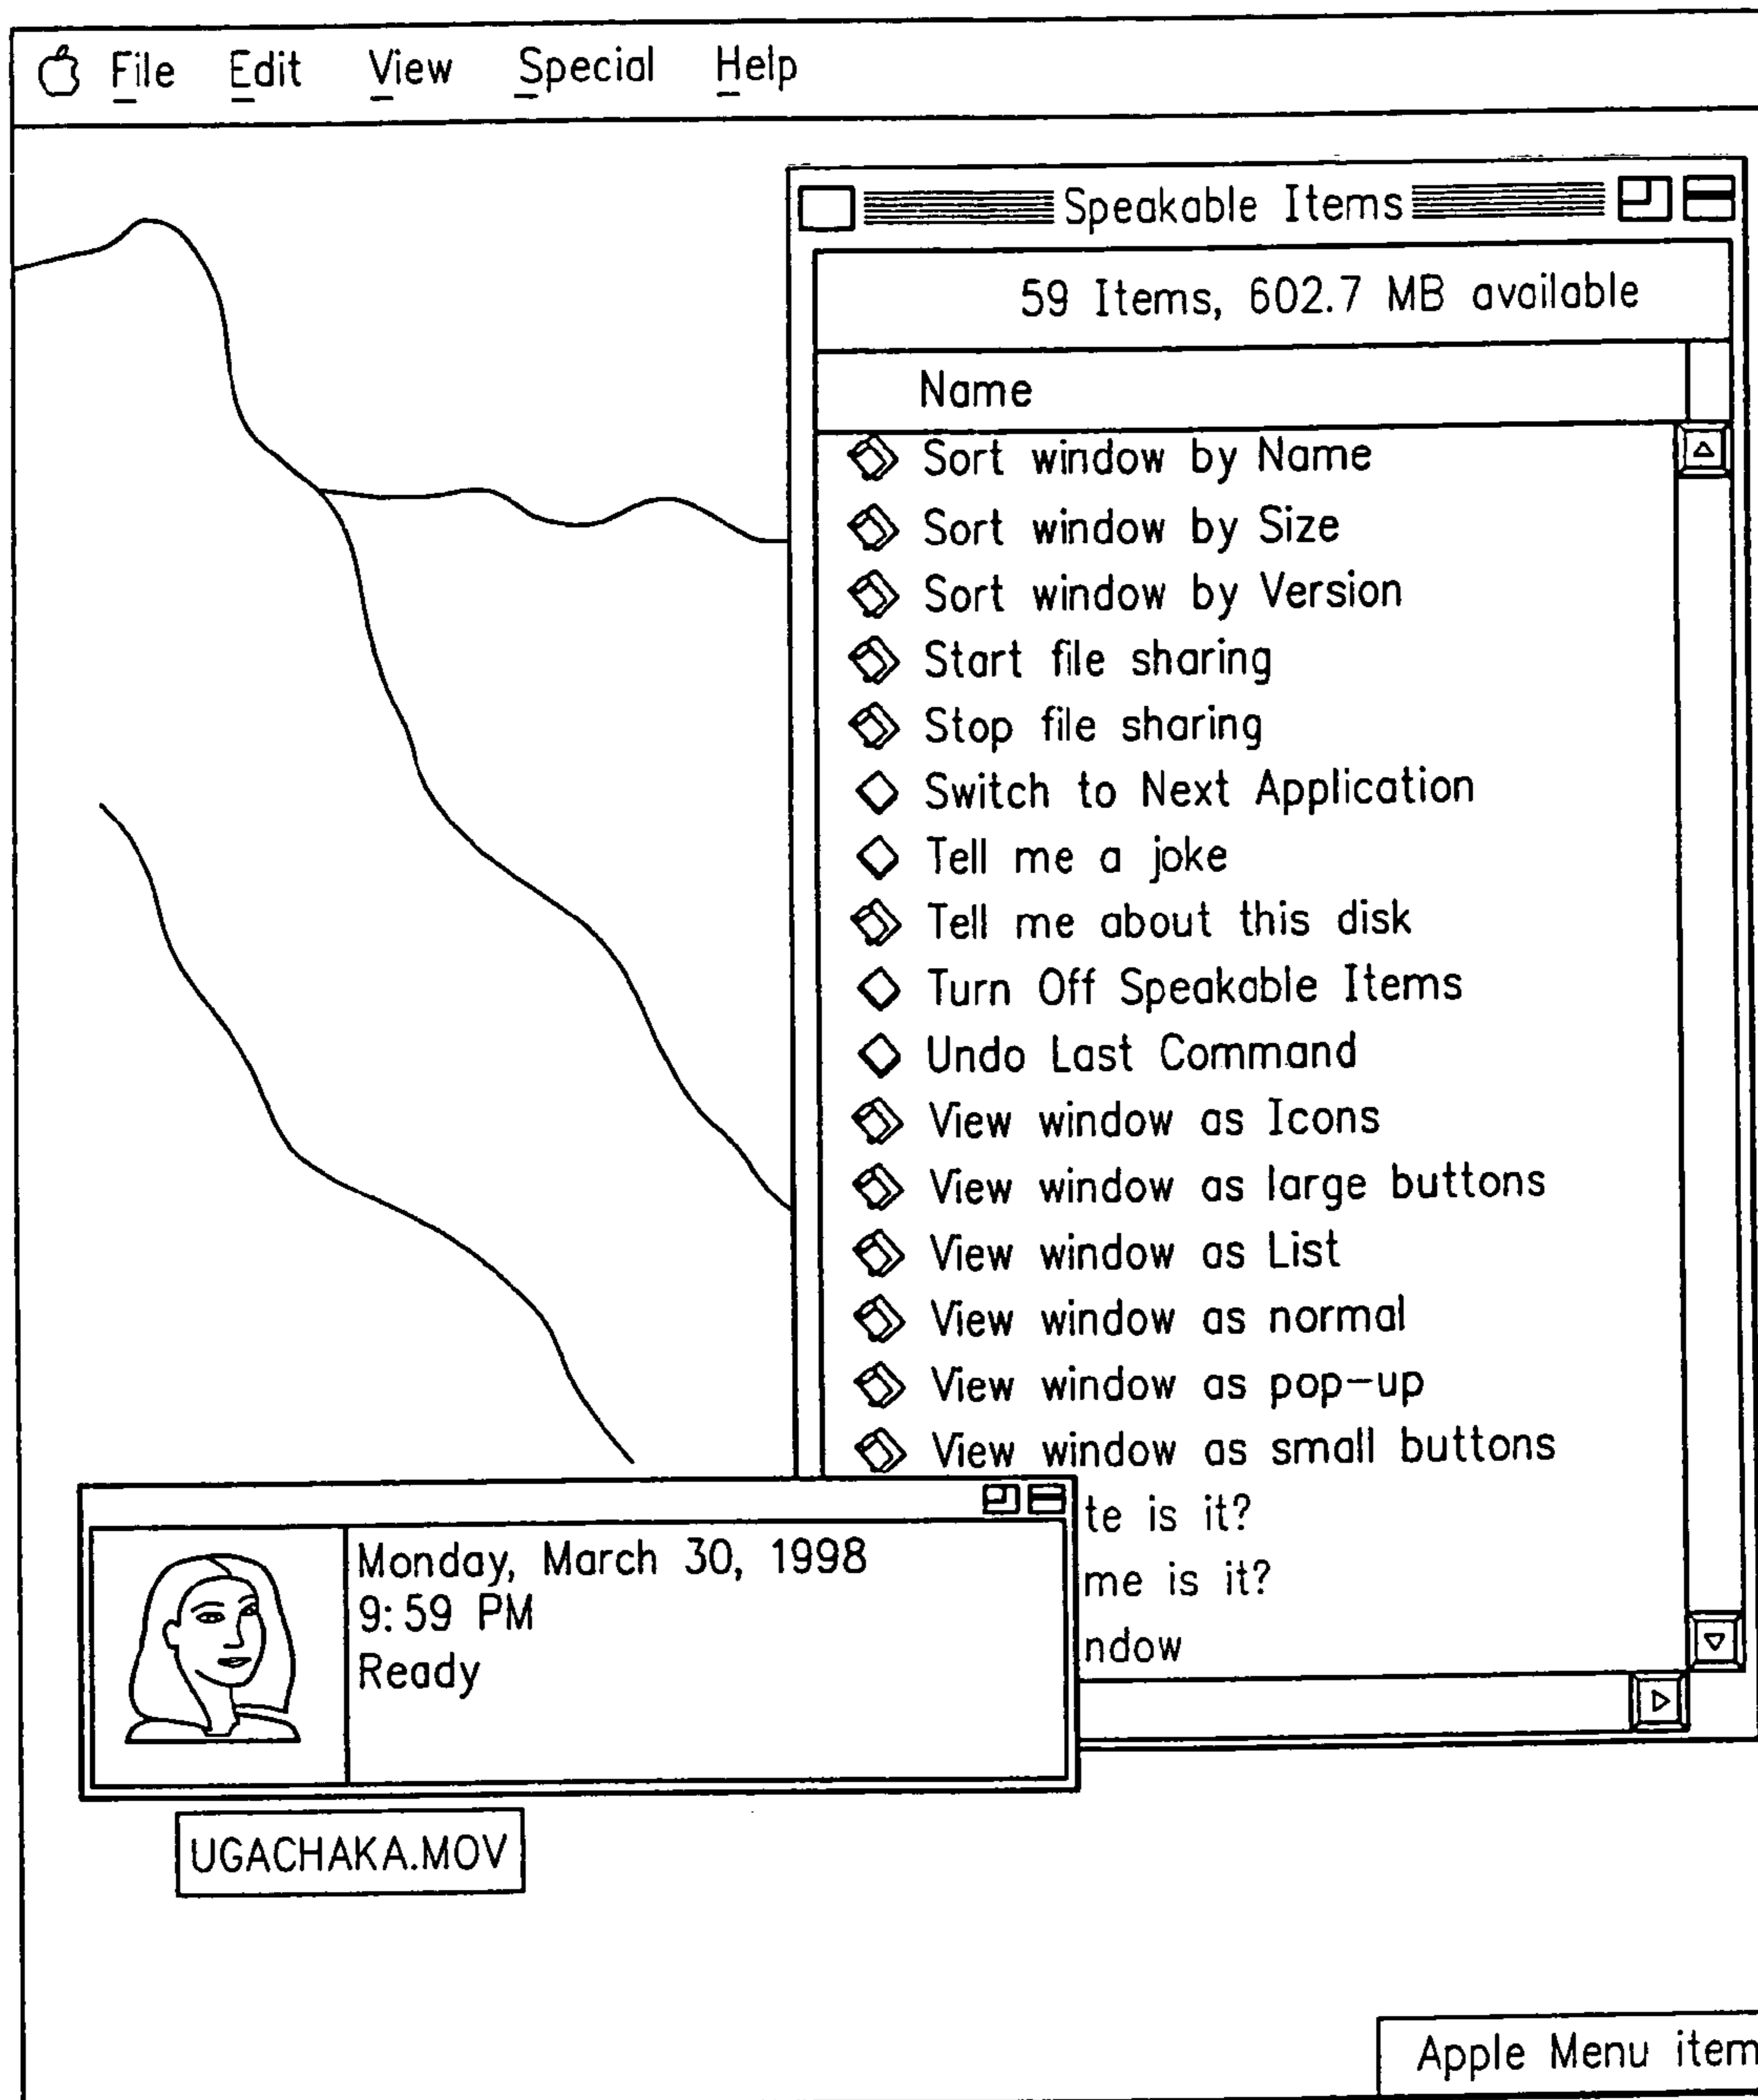 File Edit View Special Help
Speakable Items
59 Items, 602.7 MB available
Name
Sort window by Name
Sort window by Size
Sort window by Version
Start file sharing
Stop file sharing
Switch to Next Application
Tell me a joke
Tell me about this disk
Turn Off Speakable Items
Undo Last Command
View window as Icons
View window as large buttons
View window as List
View window as normal
View window as pop-up
View window as small buttons
te is it?
me is it?
ndow
Monday, March 30, 1998
9:59 PM
Ready
UGACHAKA.MOV
Apple Menu item